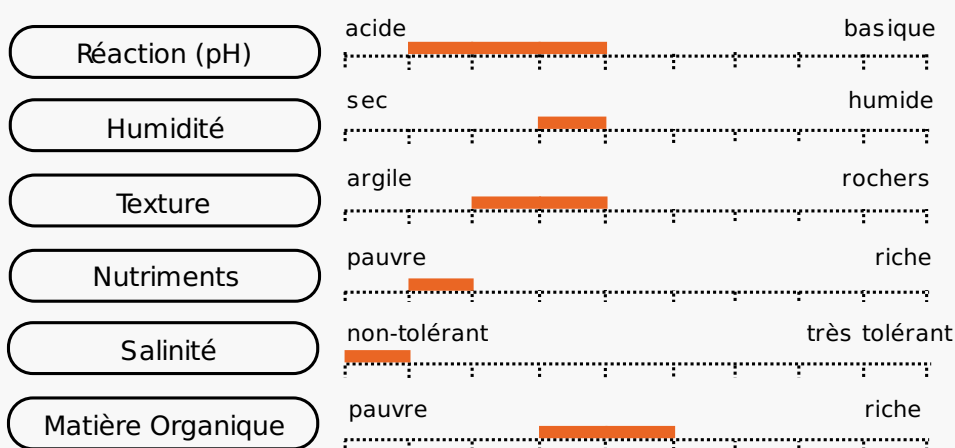 acide basique
Réaction (pH)
sec humide
Humidité
argile rochers
Texture
pauvre riche
Nutriments
non-tolérant très tolérant
Salinité
pauvre riche
Matière Organique